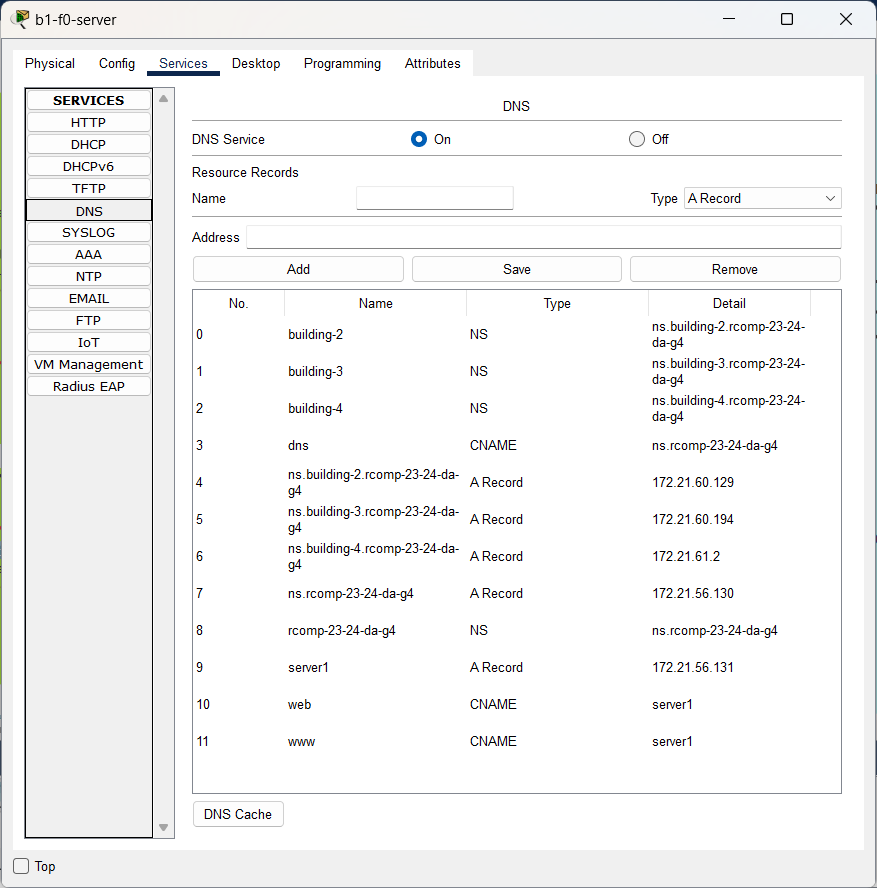 b1-f0-server
Physical Config Services Desktop Programming Attributes
SERVICES
HTTP
DHCP
DHCPv6
TFTP
DNS
SYSLOG
AAA
NTP
EMAIL
FTP
IoT
VM Management
Radius EAP
DNS
DNS Service On Off
Resource Records
Name Type A Record
Address
Add Save Remove
No. Name Type Detail
0 building-2 NS ns.building-2.rcomp-23-24-
da-g4
1 building-3 NS ns.building-3.rcomp-23-24-
da-g4
2 building-4 NS ns.building-4.rcomp-23-24-
da-g4
3 dns CNAME ns.rcomp-23-24-da-g4
4 ns.building-2.rcomp-23-24-da-
g4 A Record 172.21.60.129
5 ns.building-3.rcomp-23-24-da-
g4 A Record 172.21.60.194
6 ns.building-4.rcomp-23-24-da-
g4 A Record 172.21.61.2
7 ns.rcomp-23-24-da-g4 A Record 172.21.56.130
8 rcomp-23-24-da-g4 NS ns.rcomp-23-24-da-g4
9 server1 A Record 172.21.56.131
10 web CNAME server1
11 www CNAME server1
DNS Cache
Top